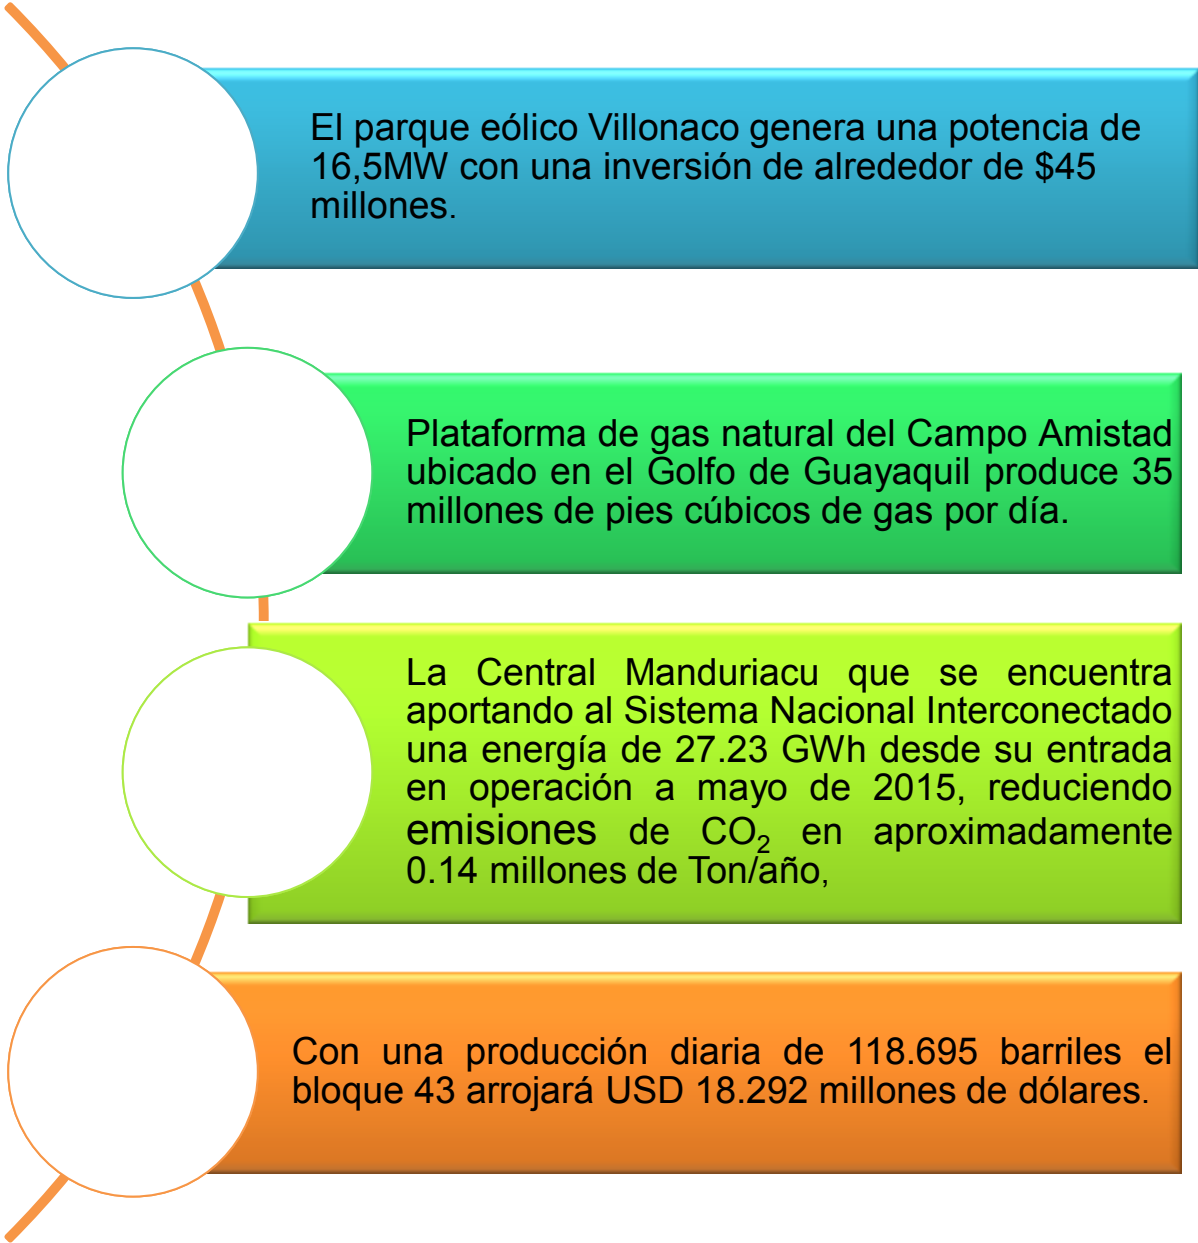 El parque eólico Villonaco genera una potencia de
16,5MW con una inversión de alrededor de $45
millones.
Plataforma de gas natural del Campo Amistad
ubicado en el Golfo de Guayaquil produce 35
millones de pies cúbicos de gas por día.
La Central Manduriacu que se encuentra
aportando al Sistema Nacional Interconectado
una energía de 27.23 GWh desde su entrada
en operación a mayo de 2015, reduciendo
emisiones de CO₂ en aproximadamente
0.14 millones de Ton/año,
Con una producción diaria de 118.695 barriles el
bloque 43 arrojará USD 18.292 millones de dólares.